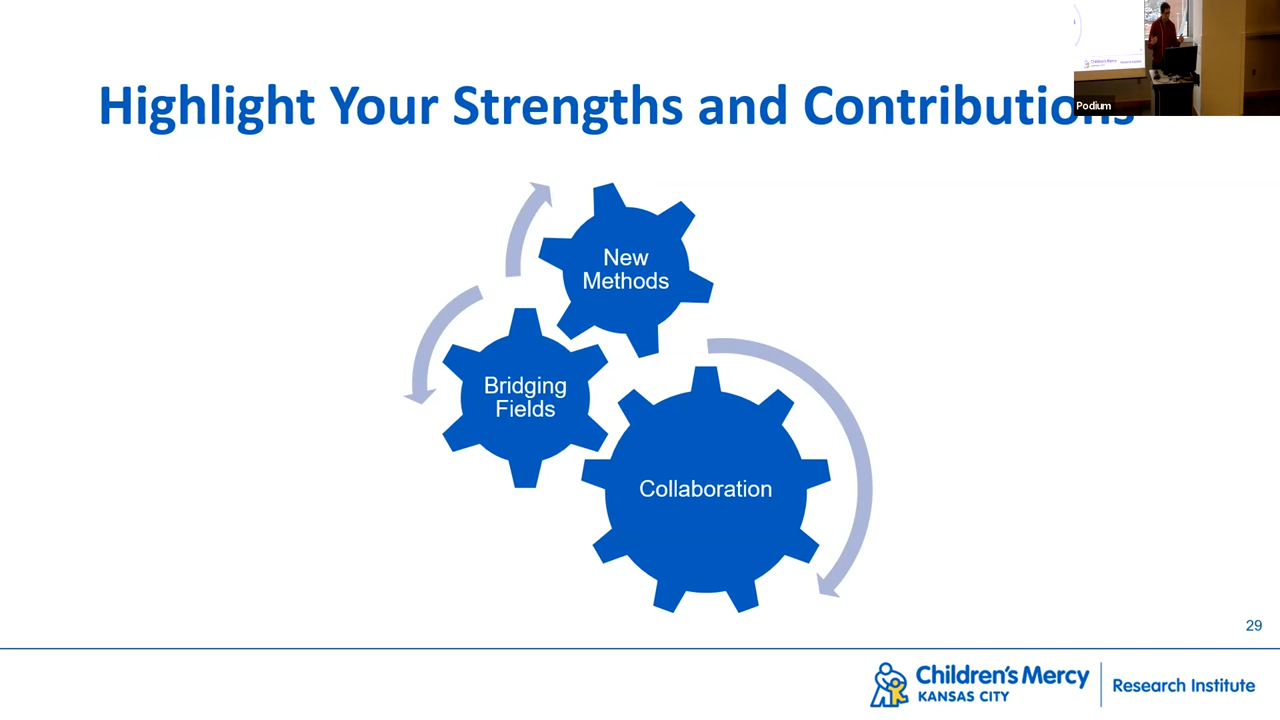 Highlight Your Strengths and Contributions
Podium
New
Methods
Bridging
Fields
Collaboration
29
Children's Mercy
KANSAS CITY
Research Institute